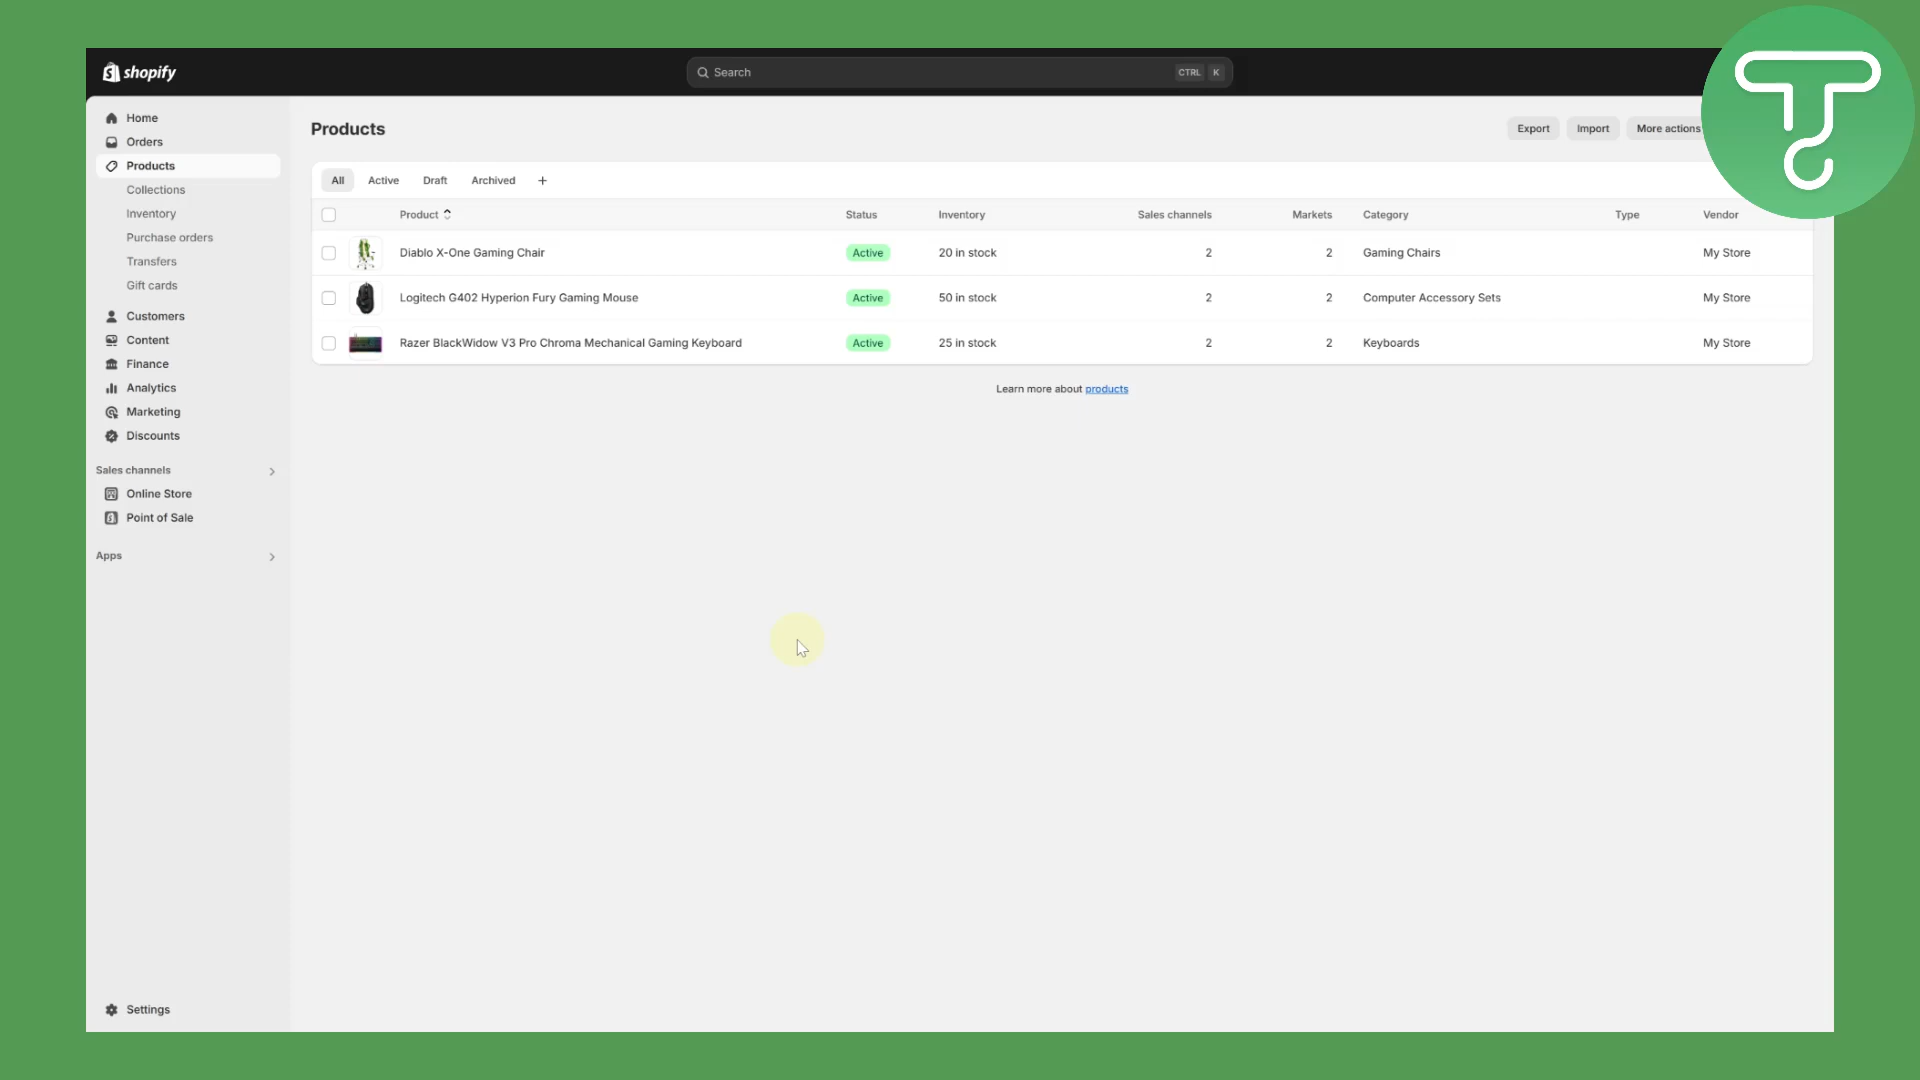 shopify
Search CTRL K
Home
Orders
Products
Collections
Inventory
Purchase orders
Transfers
Gift cards
Customers
Content
Finance
Analytics
Marketing
Discounts
Sales channels
Online Store
Point of Sale
Apps
Settings
Products
Export Import More actions
All Active Draft Archived +
Product Status Inventory Sales channels Markets Category Type Vendor
Diablo X-One Gaming Chair Active 20 in stock 2 2 Gaming Chairs My Store
Logitech G402 Hyperion Fury Gaming Mouse Active 50 in stock 2 2 Computer Accessory Sets My Store
Razer BlackWidow V3 Pro Chroma Mechanical Gaming Keyboard Active 25 in stock 2 2 Keyboards My Store
Learn more about products